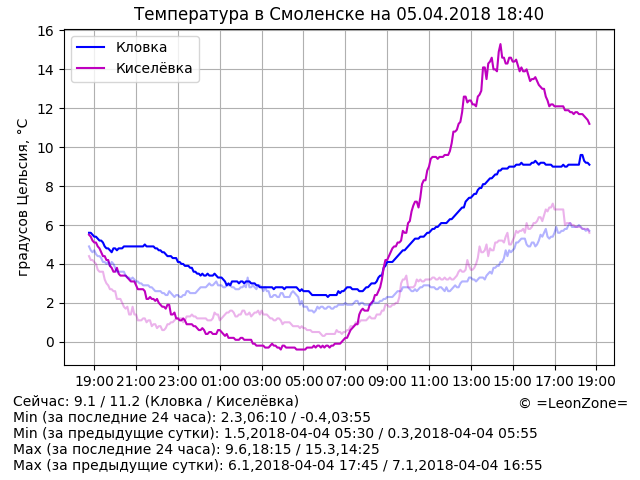 Температура в Смоленске на 05.04.2018 18:40
градусов Цельсия, °C
16
14
12
10
8
6
4
2
0
Кловка
Киселёвка
19:00 21:00 23:00 01:00 03:00 05:00 07:00 09:00 11:00 13:00 15:00 17:00 19:00
Сейчас: 9.1 / 11.2 (Кловка / Киселёвка)
© =LeonZone=
Min (за последние 24 часа): 2.3,06:10 / -0.4,03:55
Min (за предыдущие сутки): 1.5,2018-04-04 05:30 / 0.3,2018-04-04 05:55
Max (за последние 24 часа): 9.6,18:15 / 15.3,14:25
Max (за предыдущие сутки): 6.1,2018-04-04 17:45 / 7.1,2018-04-04 16:55